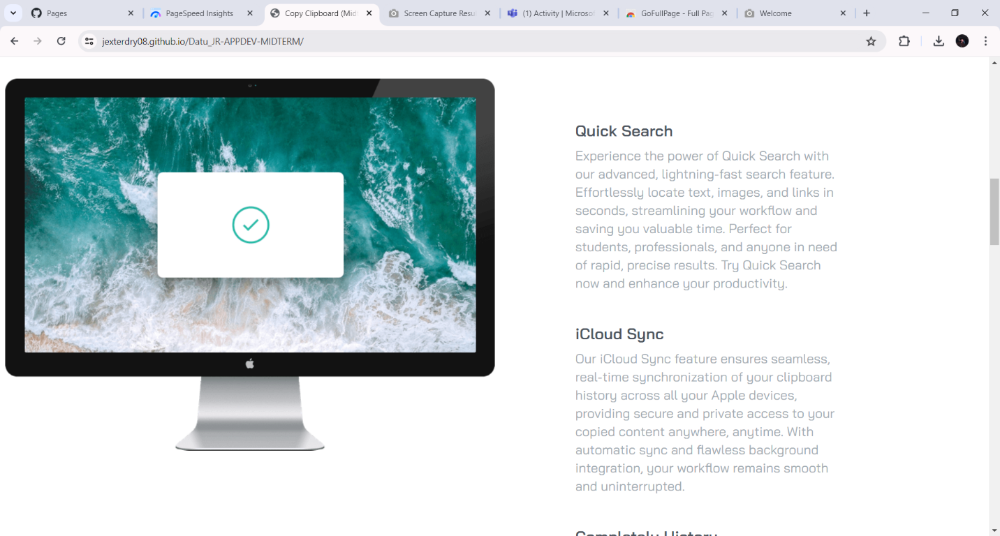 Pages
PageSpeed Insights
Copy Clipboard (Mid
Screen Capture Resu
(1) Activity | Microsof
GoFullPage - Full Pag
Welcome
jexterdry08.github.io/Datu_JR-APPDEV-MIDTERM/
Quick Search
Experience the power of Quick Search with
our advanced, lightning-fast search feature.
Effortlessly locate text, images, and links in
seconds, streamlining your workflow and
saving you valuable time. Perfect for
students, professionals, and anyone in need
of rapid, precise results. Try Quick Search
now and enhance your productivity.
iCloud Sync
Our iCloud Sync feature ensures seamless,
real-time synchronization of your clipboard
history across all your Apple devices,
providing secure and private access to your
copied content anywhere, anytime. With
automatic sync and flawless background
integration, your workflow remains smooth
and uninterrupted.
Completely History